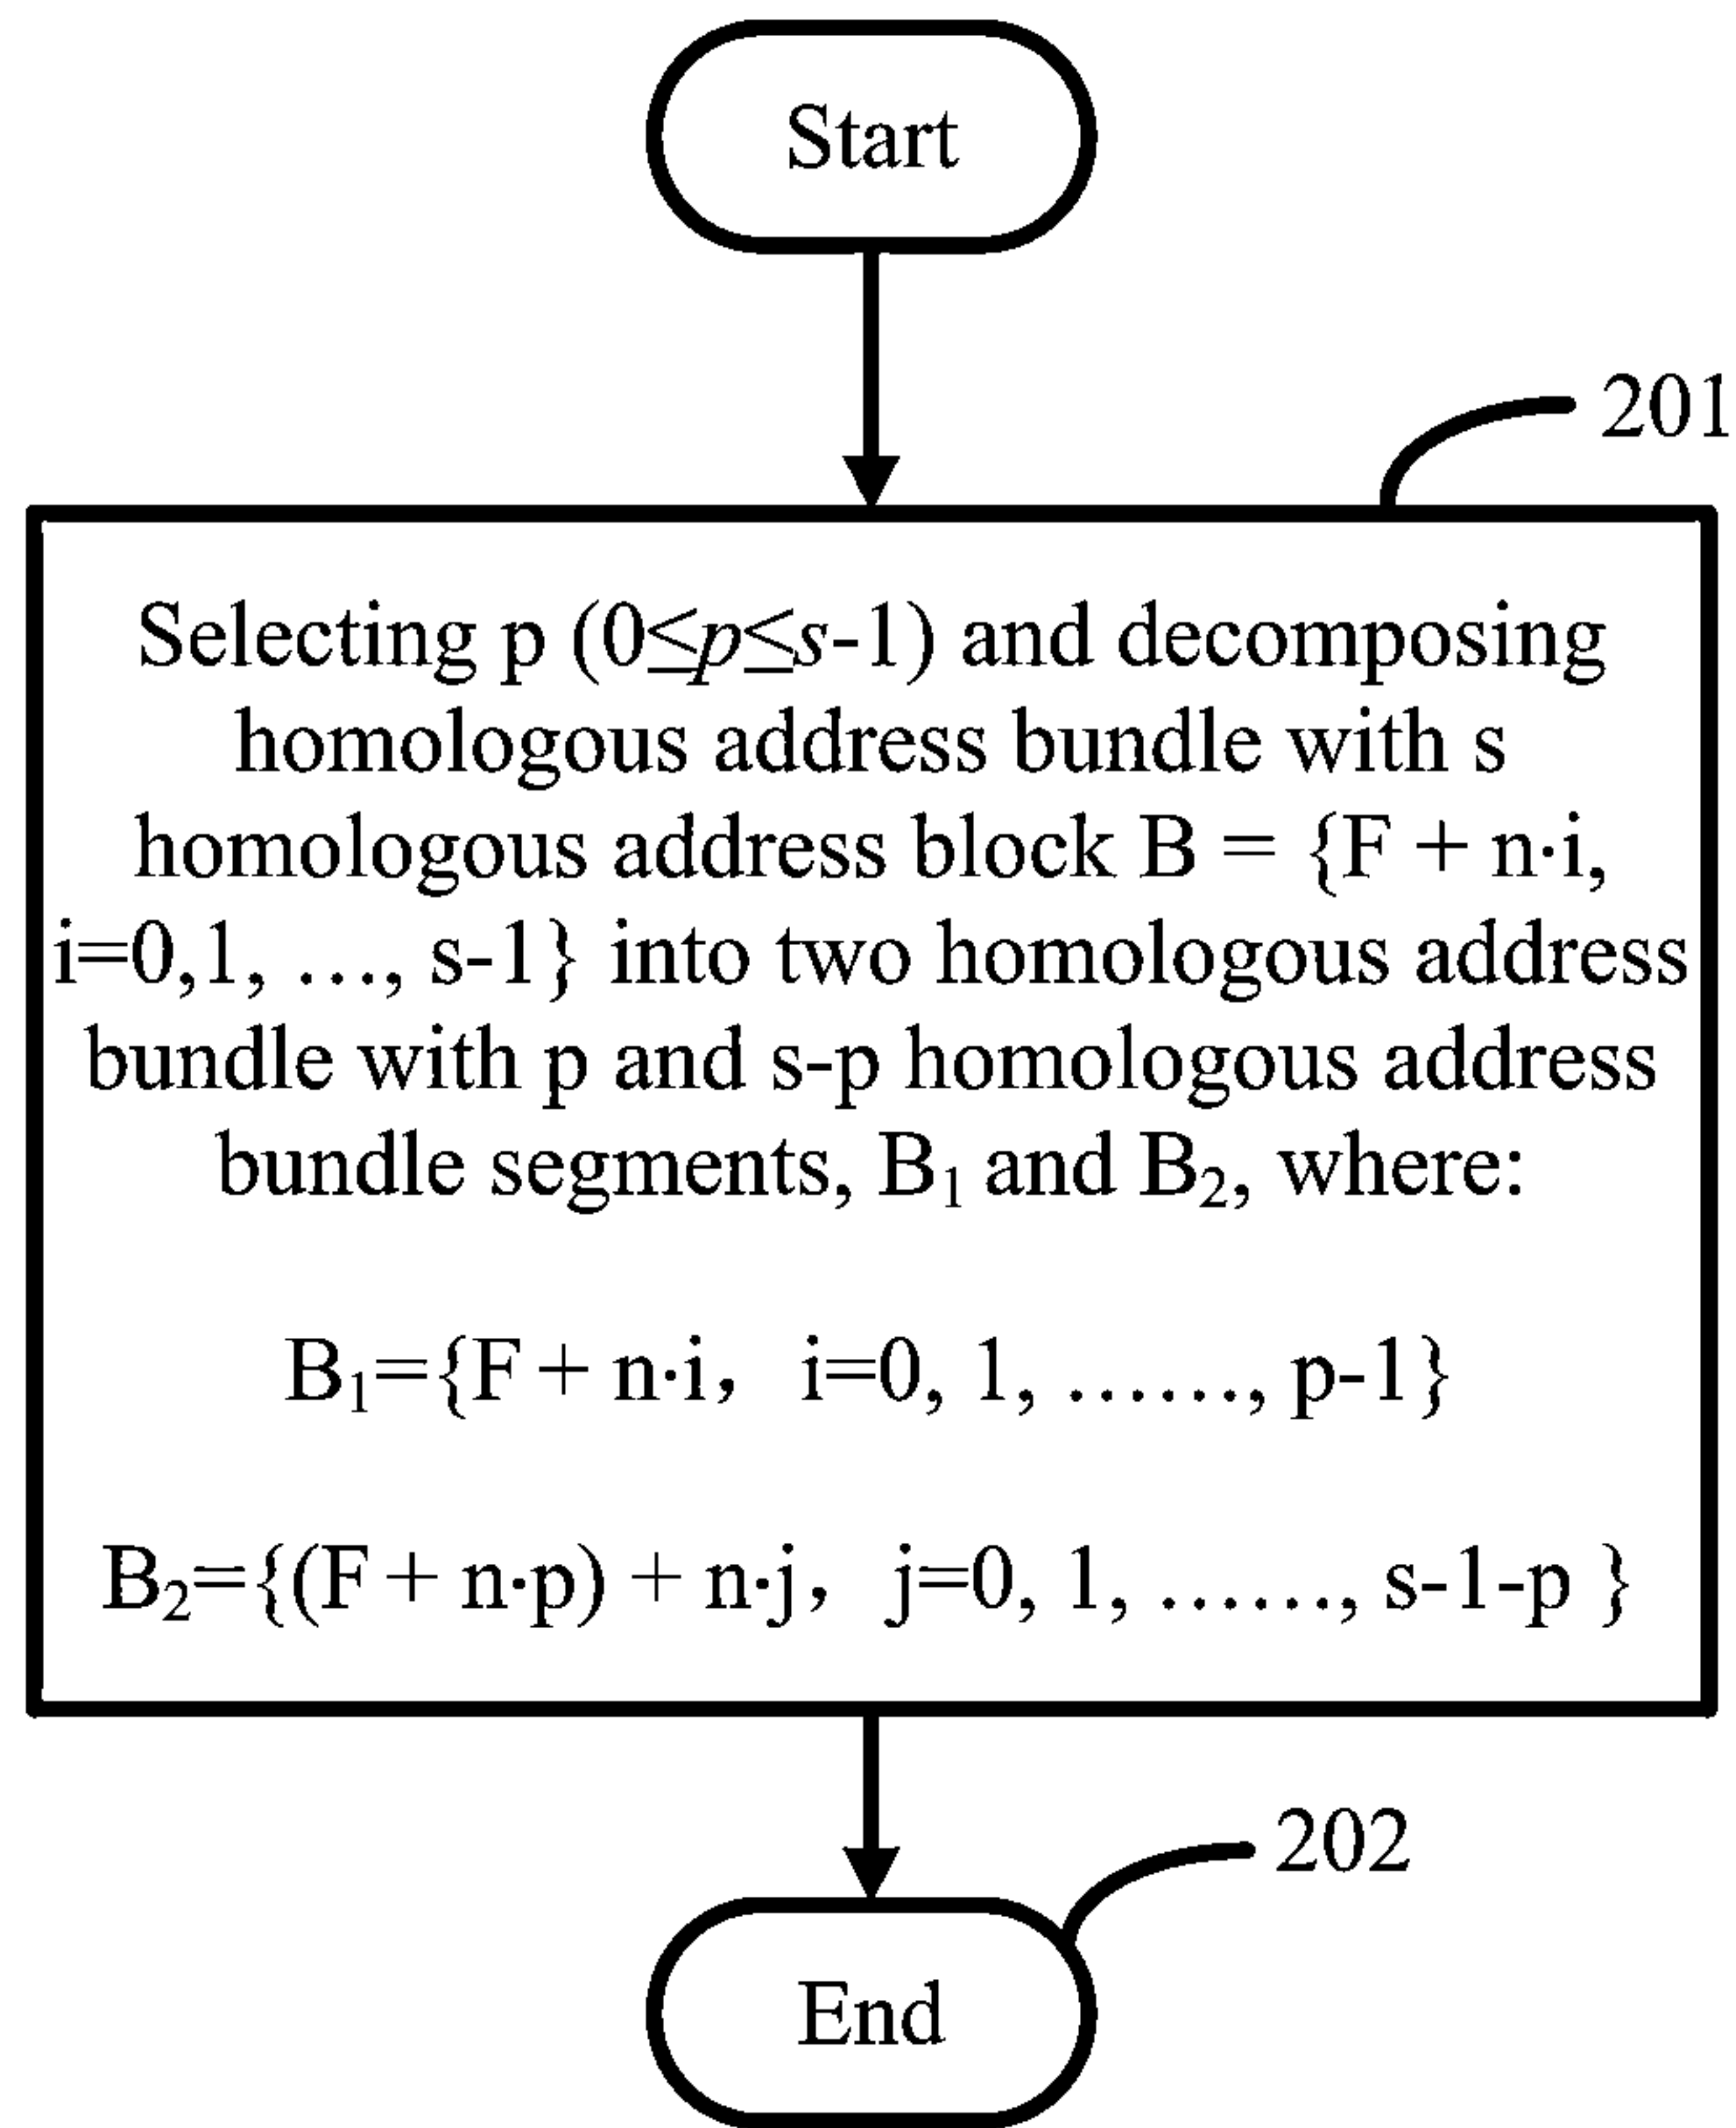 Start
201
Selecting p (0≤p≤s-1) and decomposing
homologous address bundle with s
homologous address block B = {F + n·i,
i=0,1, ..., s-1} into two homologous address
bundle with p and s-p homologous address
bundle segments, B₁ and B₂, where:
B₁={F + n·i, i=0, 1, ......, p-1}
B₂={(F + n·p) + n·j, j=0, 1, ......, s-1-p }
202
End